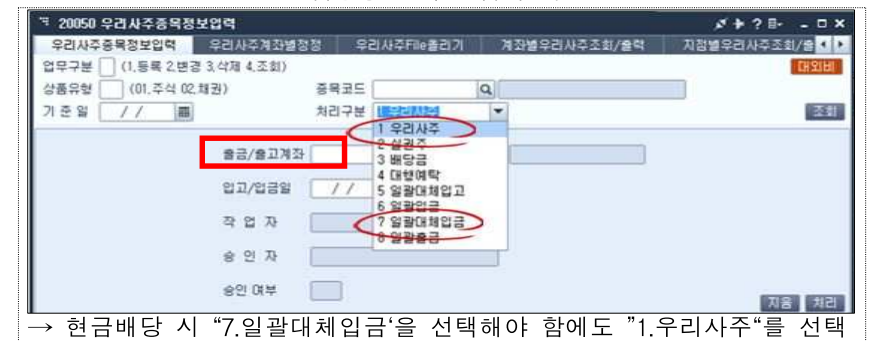 20050 우리사주종목정보입력
우리사주종목정보입력 우리사주계좌별정정 우리사주File올리기 계좌별우리사주조회/출력 지점별우리사주조회/출
업무구분 (1.등록 2.변경 3.삭제 4.조회) 대외비
상품유형 (01.주식 02.채권) 종목코드
기 준 일 / / 처리구분 1 우리사주 조회
1 우리사주
2 실권주
3 배당금
4 대행예탁
5 일괄대체입고
6 일괄입금
7 일괄대체입금
8 일괄출금
출금/출고계좌
입고/입금일 / /
작 업 자
승 인 자
승인 여부
지움 처리
→ 현금배당 시 “7.일괄대체입금‘을 선택해야 함에도 ”1.우리사주“를 선택